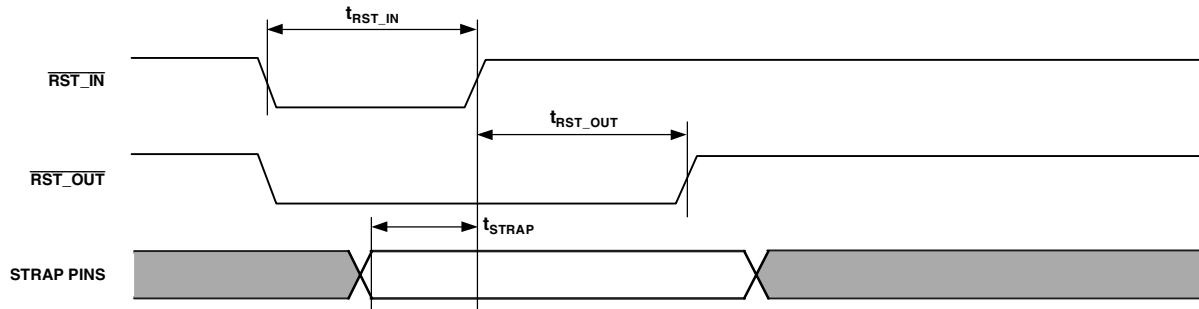 tRST_IN
RST_IN
tRST_OUT
RST_OUT
tSTRAP
STRAP PINS